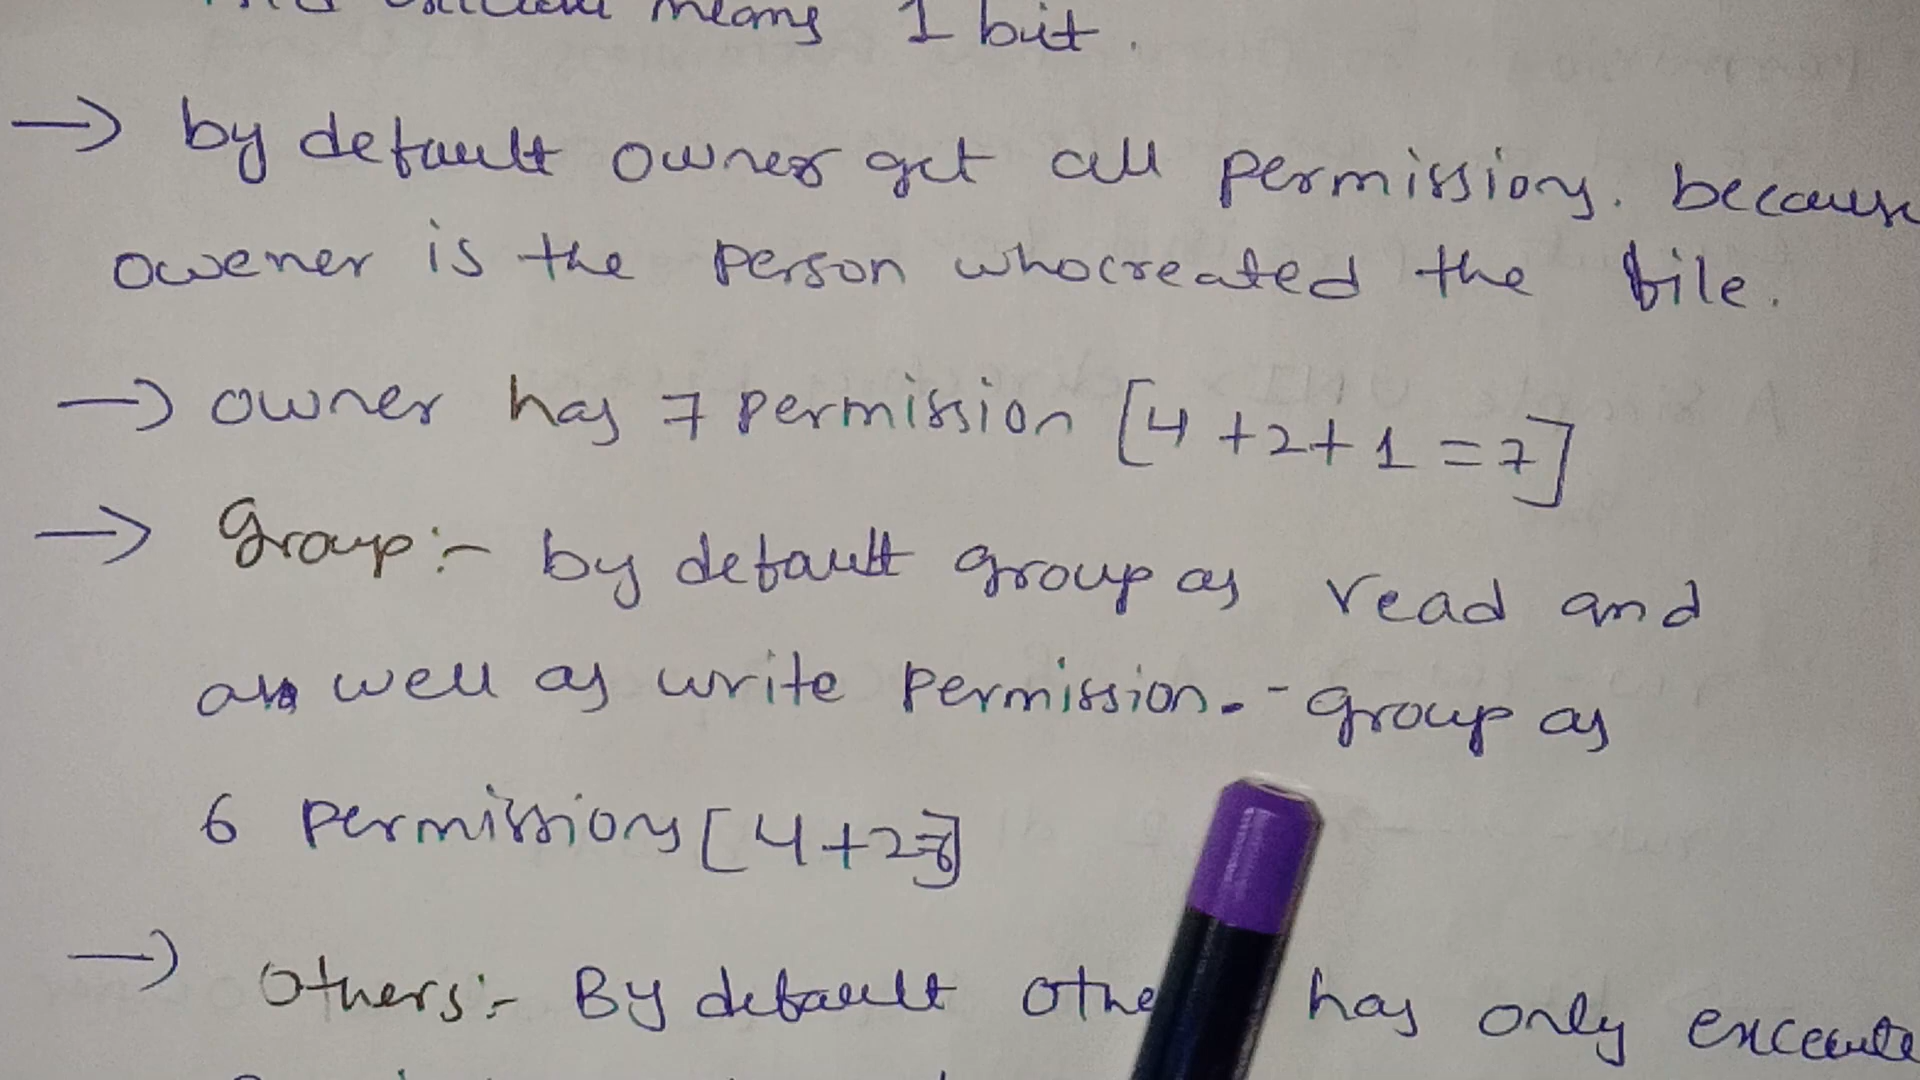 means 1 bit.
→ by default owner get all permissions. because
owener is the person whocreated the file.
→ owner has 7 permission [4+2+1=7]
→ Group:- by default group as read and
as well as write permission. - group as
6 permissions [4+2=6]
→ Others:- By default othe has only excecute